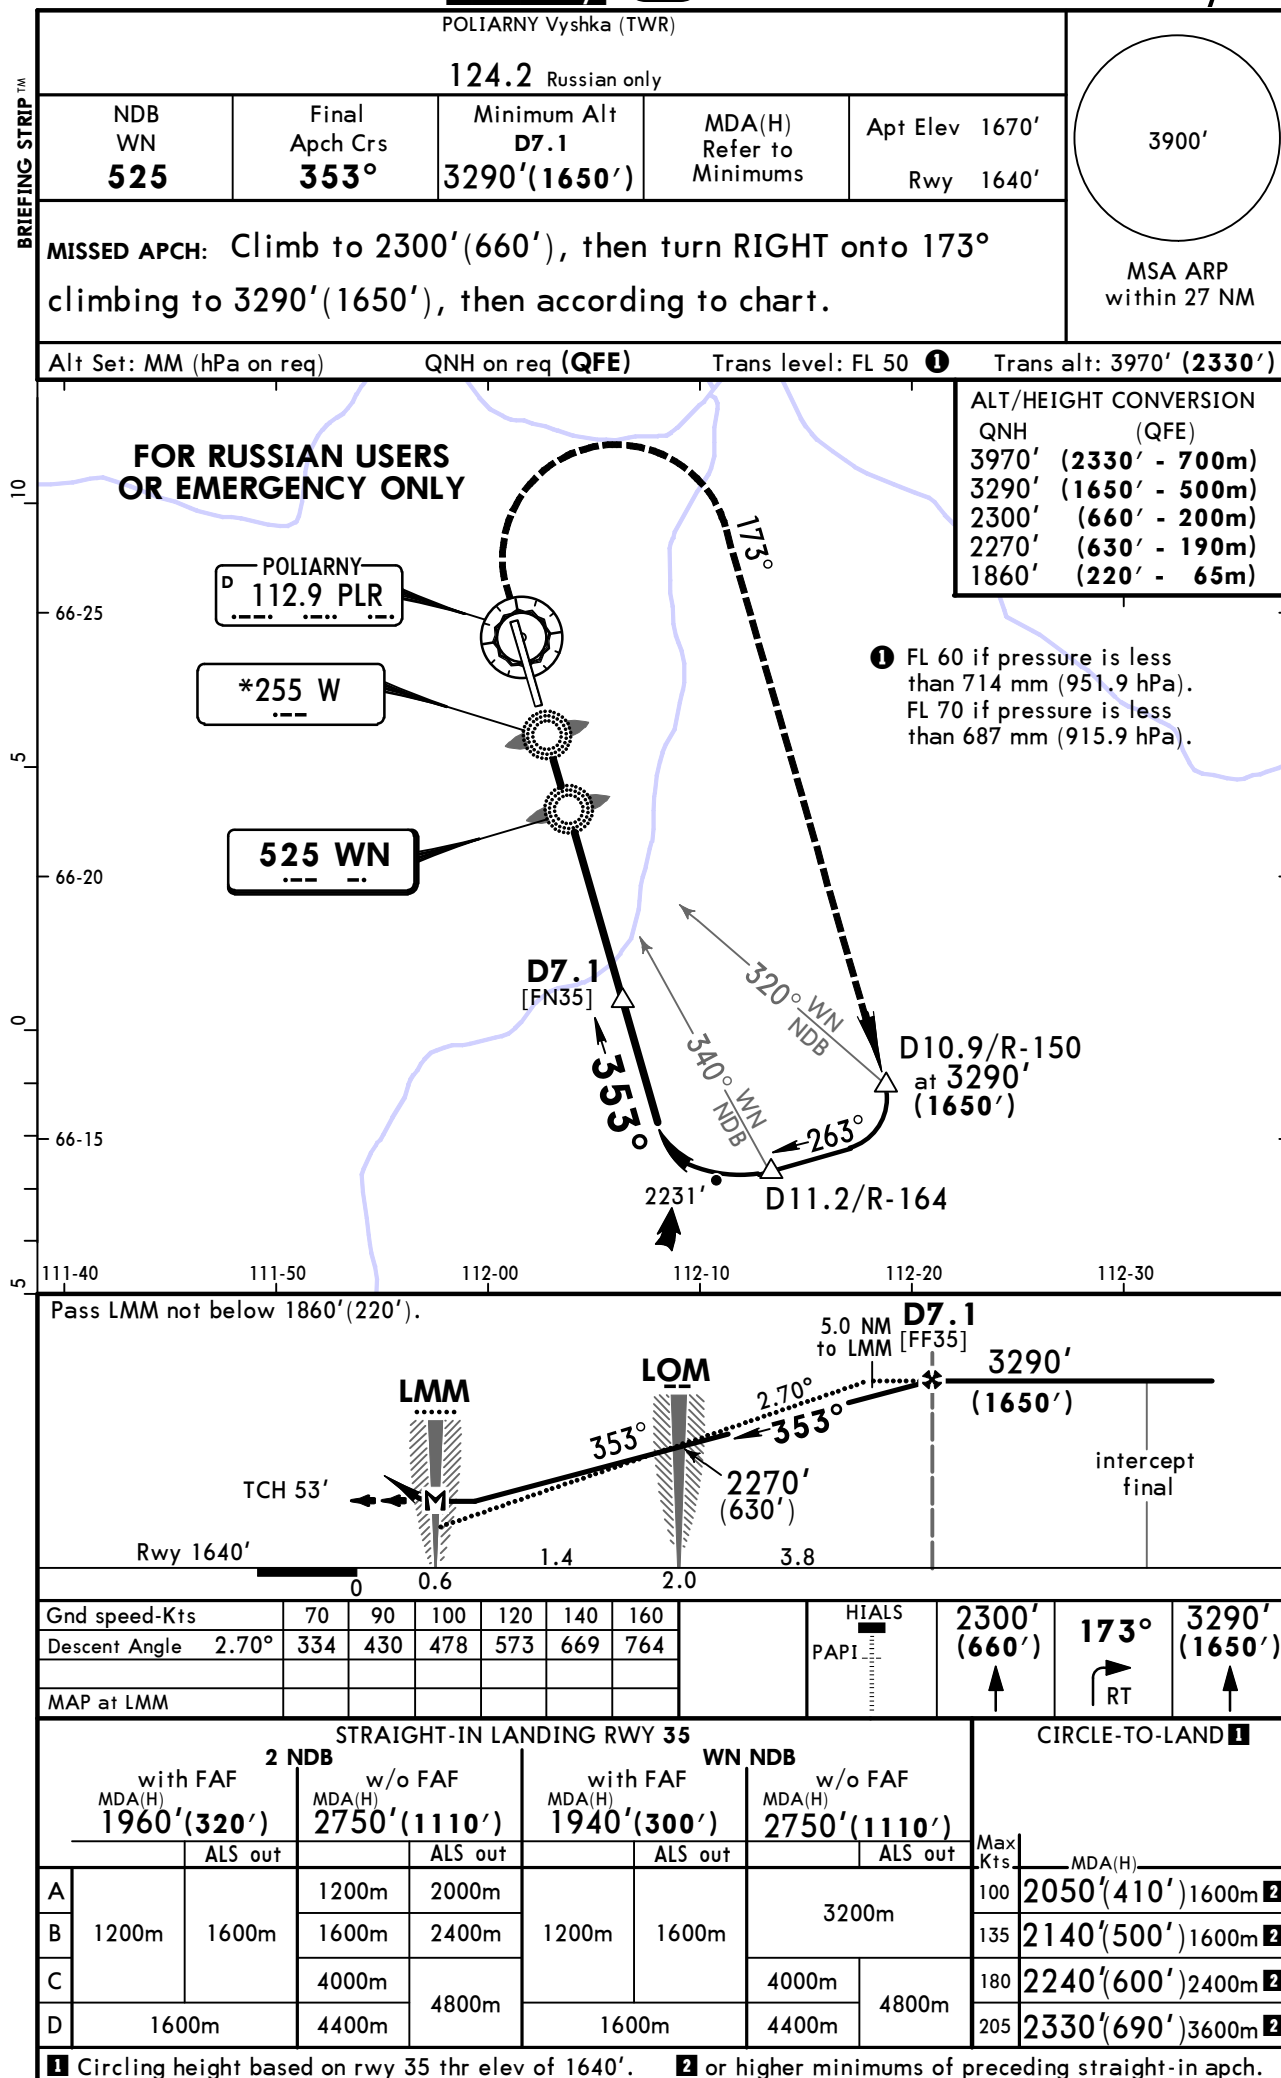 BRIEFING STRIP TM
POLIARNY Vyshka (TWR)
124.2 Russian only
NDB
WN
525
Final
Apch Crs
353°
Minimum Alt
D7.1
3290'(1650')
MDA(H)
Refer to
Minimums
Apt Elev 1670'
Rwy 1640'
3900'
MSA ARP
within 27 NM
MISSED APCH: Climb to 2300'(660'), then turn RIGHT onto 173°
climbing to 3290'(1650'), then according to chart.
Alt Set: MM (hPa on req) QNH on req (QFE) Trans level: FL 50 1 Trans alt: 3970' (2330')
ALT/HEIGHT CONVERSION
QNH (QFE)
3970' (2330' - 700m)
3290' (1650' - 500m)
2300' (660' - 200m)
2270' (630' - 190m)
1860' (220' - 65m)
FOR RUSSIAN USERS
OR EMERGENCY ONLY
10
5
0
5
POLIARNY
D 112.9 PLR
*255 W
525 WN
173°
66-25
66-20
66-15
1 FL 60 if pressure is less
than 714 mm (951.9 hPa).
FL 70 if pressure is less
than 687 mm (915.9 hPa).
D7.1
[FN35]
353°
320° WN
NDB
340° WN
NDB
D10.9/R-150
at 3290'
(1650')
263°
2231'
D11.2/R-164
111-40 111-50 112-00 112-10 112-20 112-30
Pass LMM not below 1860'(220').
5.0 NM
to LMM
D7.1
[FF35]
3290'
(1650')
LOM
LMM
2.70°
353°
353°
2270'
(630')
intercept
final
TCH 53'
M
Rwy 1640'
1.4 3.8
0 0.6 2.0
Gnd speed-Kts 70 90 100 120 140 160
Descent Angle 2.70° 334 430 478 573 669 764
MAP at LMM
HIALS
PAPI
2300'
(660')
173°
RT
3290'
(1650')
STRAIGHT-IN LANDING RWY 35
CIRCLE-TO-LAND 1
2 NDB WN NDB
with FAF w/o FAF with FAF w/o FAF
MDA(H) MDA(H) MDA(H) MDA(H)
1960'(320') 2750'(1110') 1940'(300') 2750'(1110')
ALS out ALS out ALS out ALS out
Max
Kts MDA(H)
A 1200m 2000m 100 2050'(410') 1600m 2
B 1200m 1600m 1600m 2400m 1200m 1600m 3200m 135 2140'(500') 1600m 2
C 4000m 4800m 4000m 4800m 180 2240'(600') 2400m 2
D 1600m 4400m 1600m 4400m 205 2330'(690') 3600m 2
1 Circling height based on rwy 35 thr elev of 1640'. 2 or higher minimums of preceding straight-in apch.